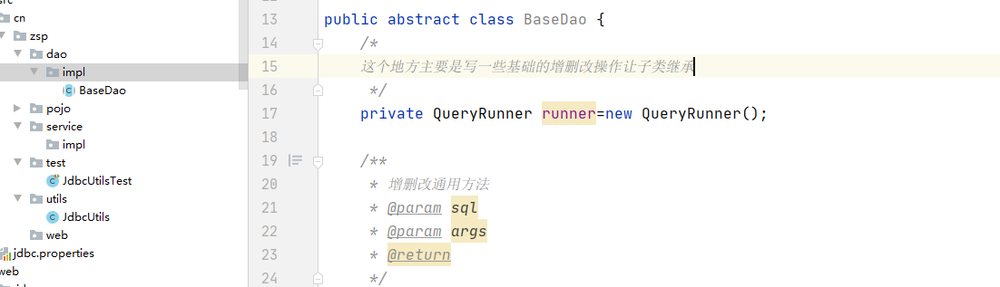 src
cn
zsp
dao
impl
BaseDao
pojo
service
impl
test
JdbcUtilsTest
utils
JdbcUtils
web
jdbc.properties
web
13 public abstract class BaseDao {
14 /*
15 这个地方主要是写一些基础的增删改操作让子类继承
16 */
17 private QueryRunner runner=new QueryRunner();
18
19 /**
20 * 增删改通用方法
21 * @param sql
22 * @param args
23 * @return
24 */